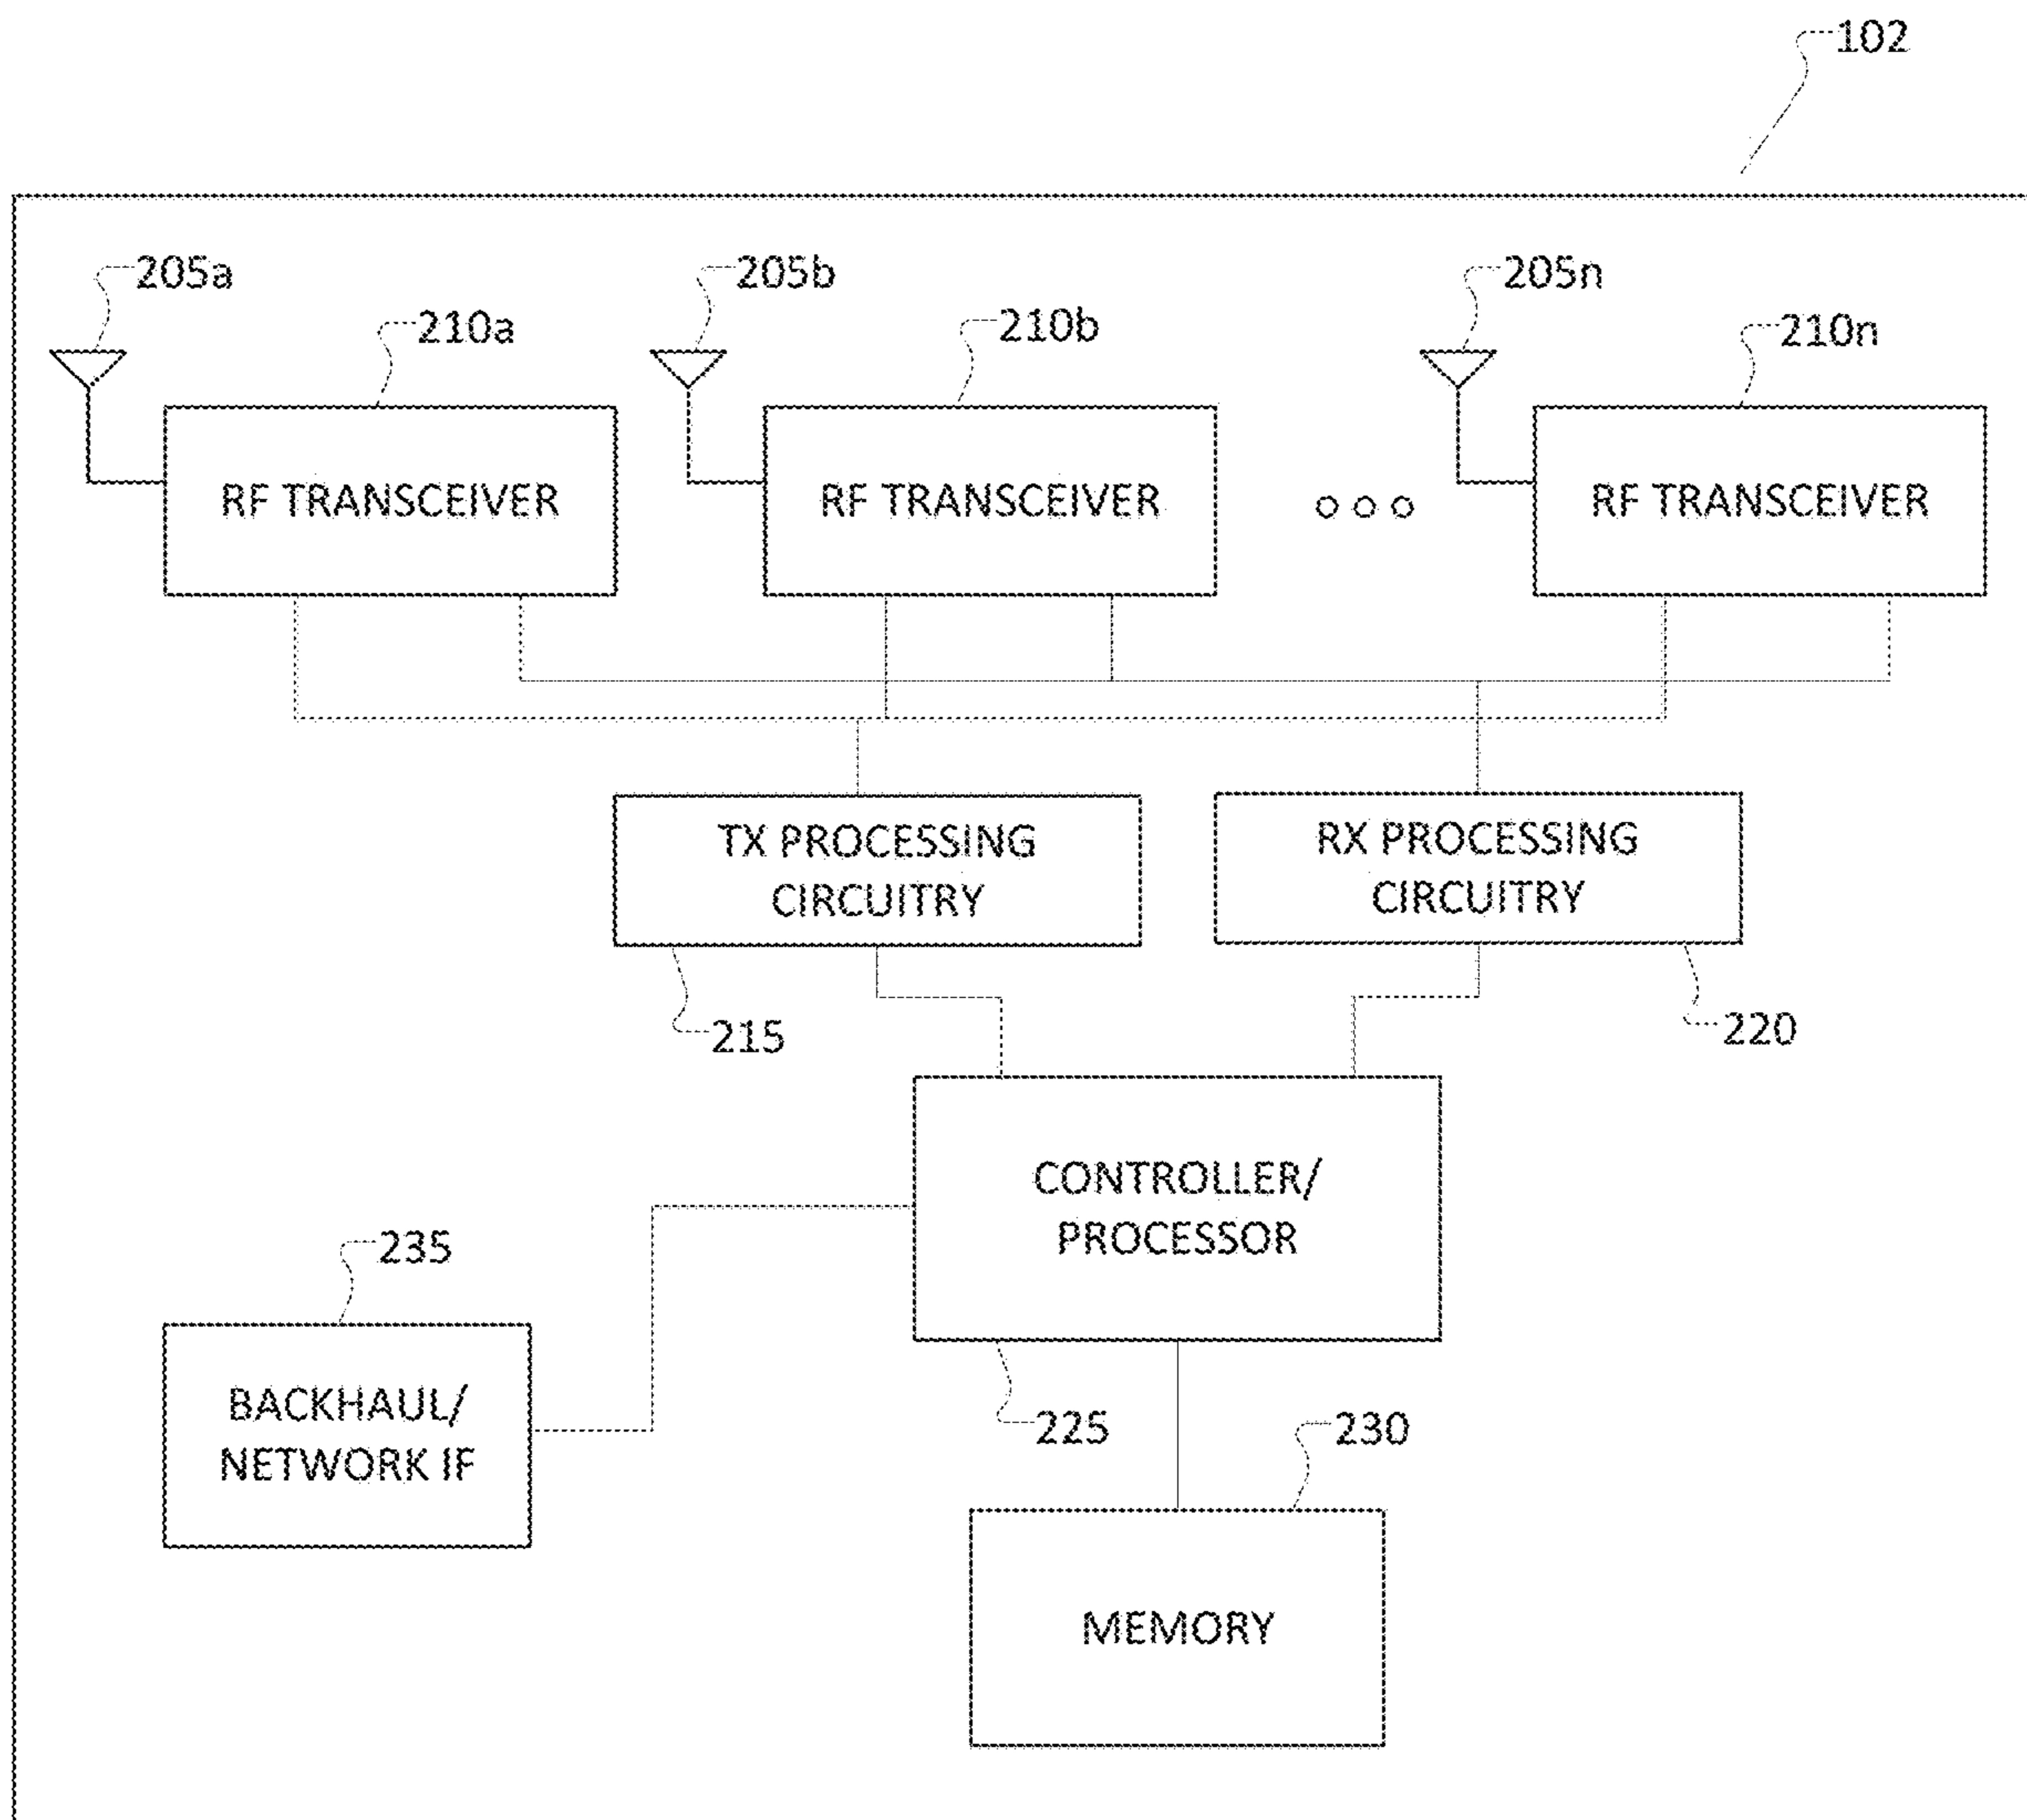 102
205a
205b
205n
210a
210b
210n
RF TRANSCEIVER
RF TRANSCEIVER
RF TRANSCEIVER
TX PROCESSING
CIRCUITRY
RX PROCESSING
CIRCUITRY
215
220
CONTROLLER/
PROCESSOR
235
BACKHAUL/
NETWORK IF
225
230
MEMORY